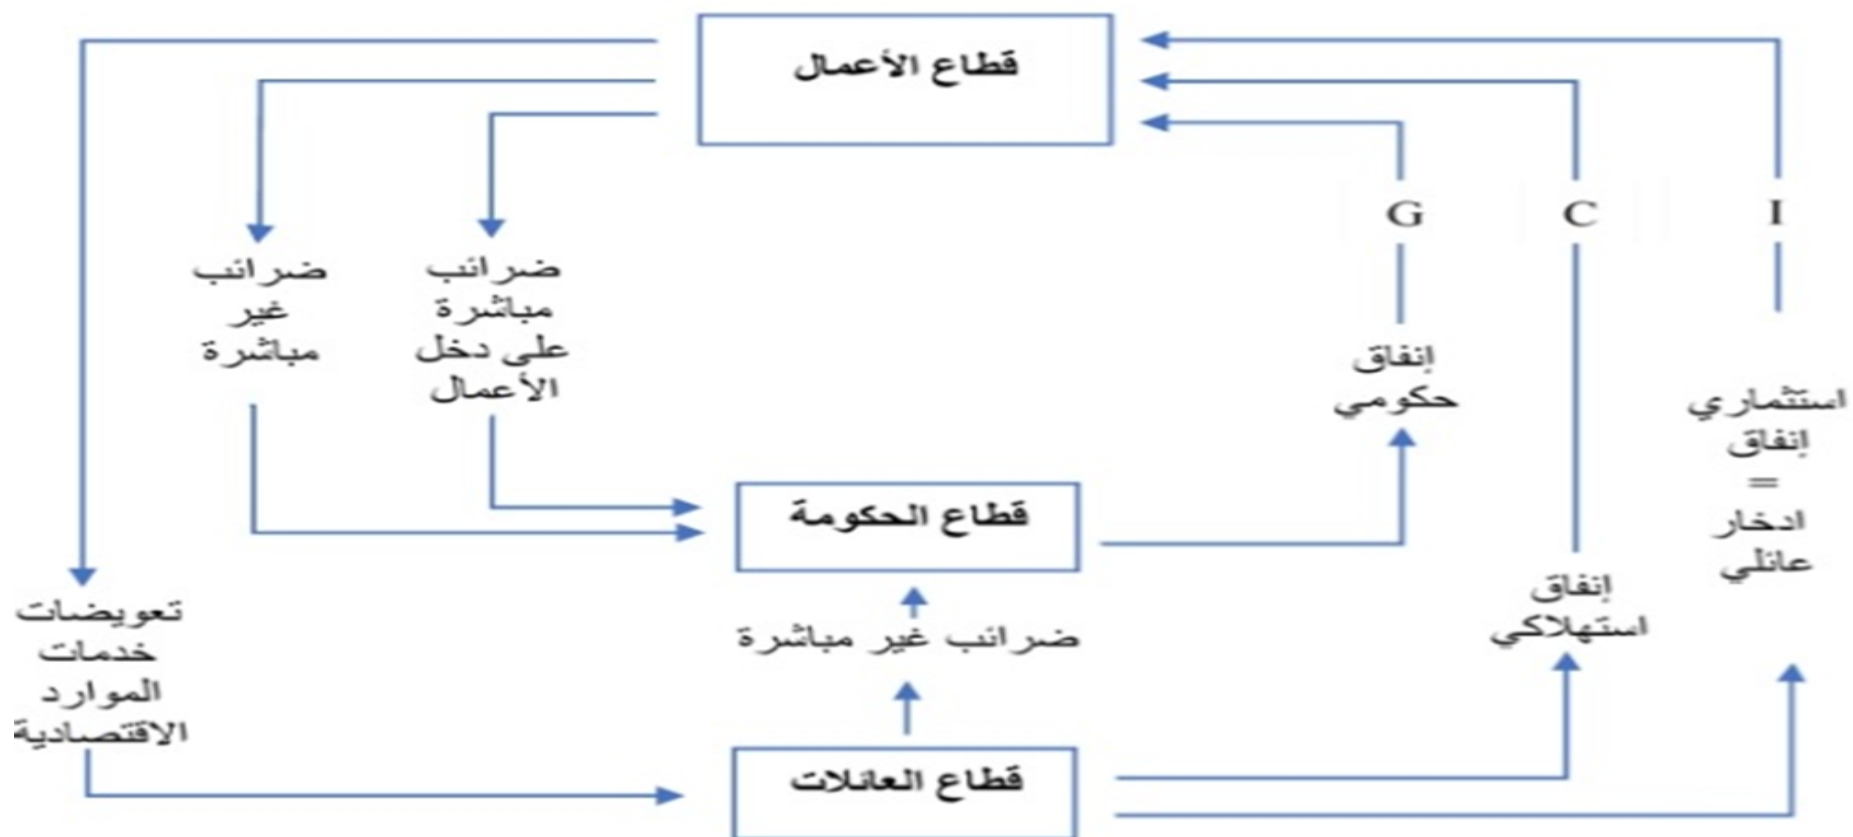 قطاع الأعمال
G
C
I
ضرائب
غير
مباشرة
ضرائب
مباشرة
على دخل
الأعمال
إنفاق
حكومي
استثماري
إنفاق
=
ادخار
عائلي
قطاع الحكومة
ضرائب غير مباشرة
إنفاق
استهلاكي
تعويضات
خدمات
الموارد
الاقتصادية
قطاع العائلات